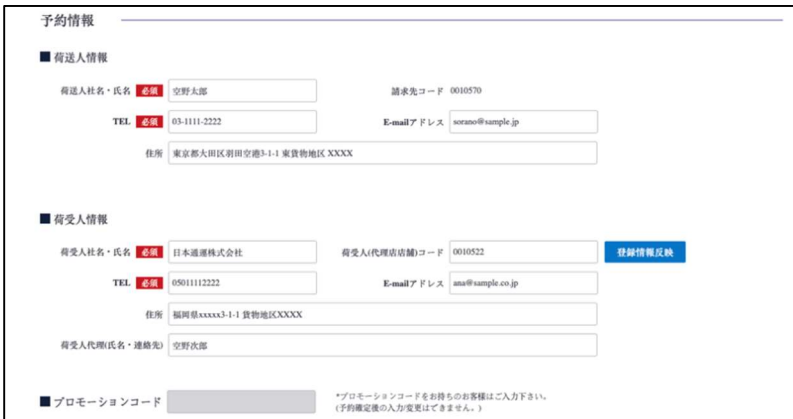 予約情報
■ 荷送人情報
荷送人社名・氏名 必須 空野太郎 請求先コード 0010570
TEL 必須 03-1111-2222 E-mailアドレス sorano@sample.jp
住所 東京都大田区羽田空港3-1-1 東貨物地区 XXXX
■ 荷受人情報
荷受人社名・氏名 必須 日本通運株式会社 荷受人(代理店店舗)コード 0010522 登録情報反映
TEL 必須 05011112222 E-mailアドレス ana@sample.co.jp
住所 福岡県xxxxx3-1-1 貨物地区XXXX
荷受人代理(氏名・連絡先) 空野次郎
■ プロモーションコード *プロモーションコードをお持ちのお客様はご入力下さい。
(予約確定後の入力/変更はできません。)